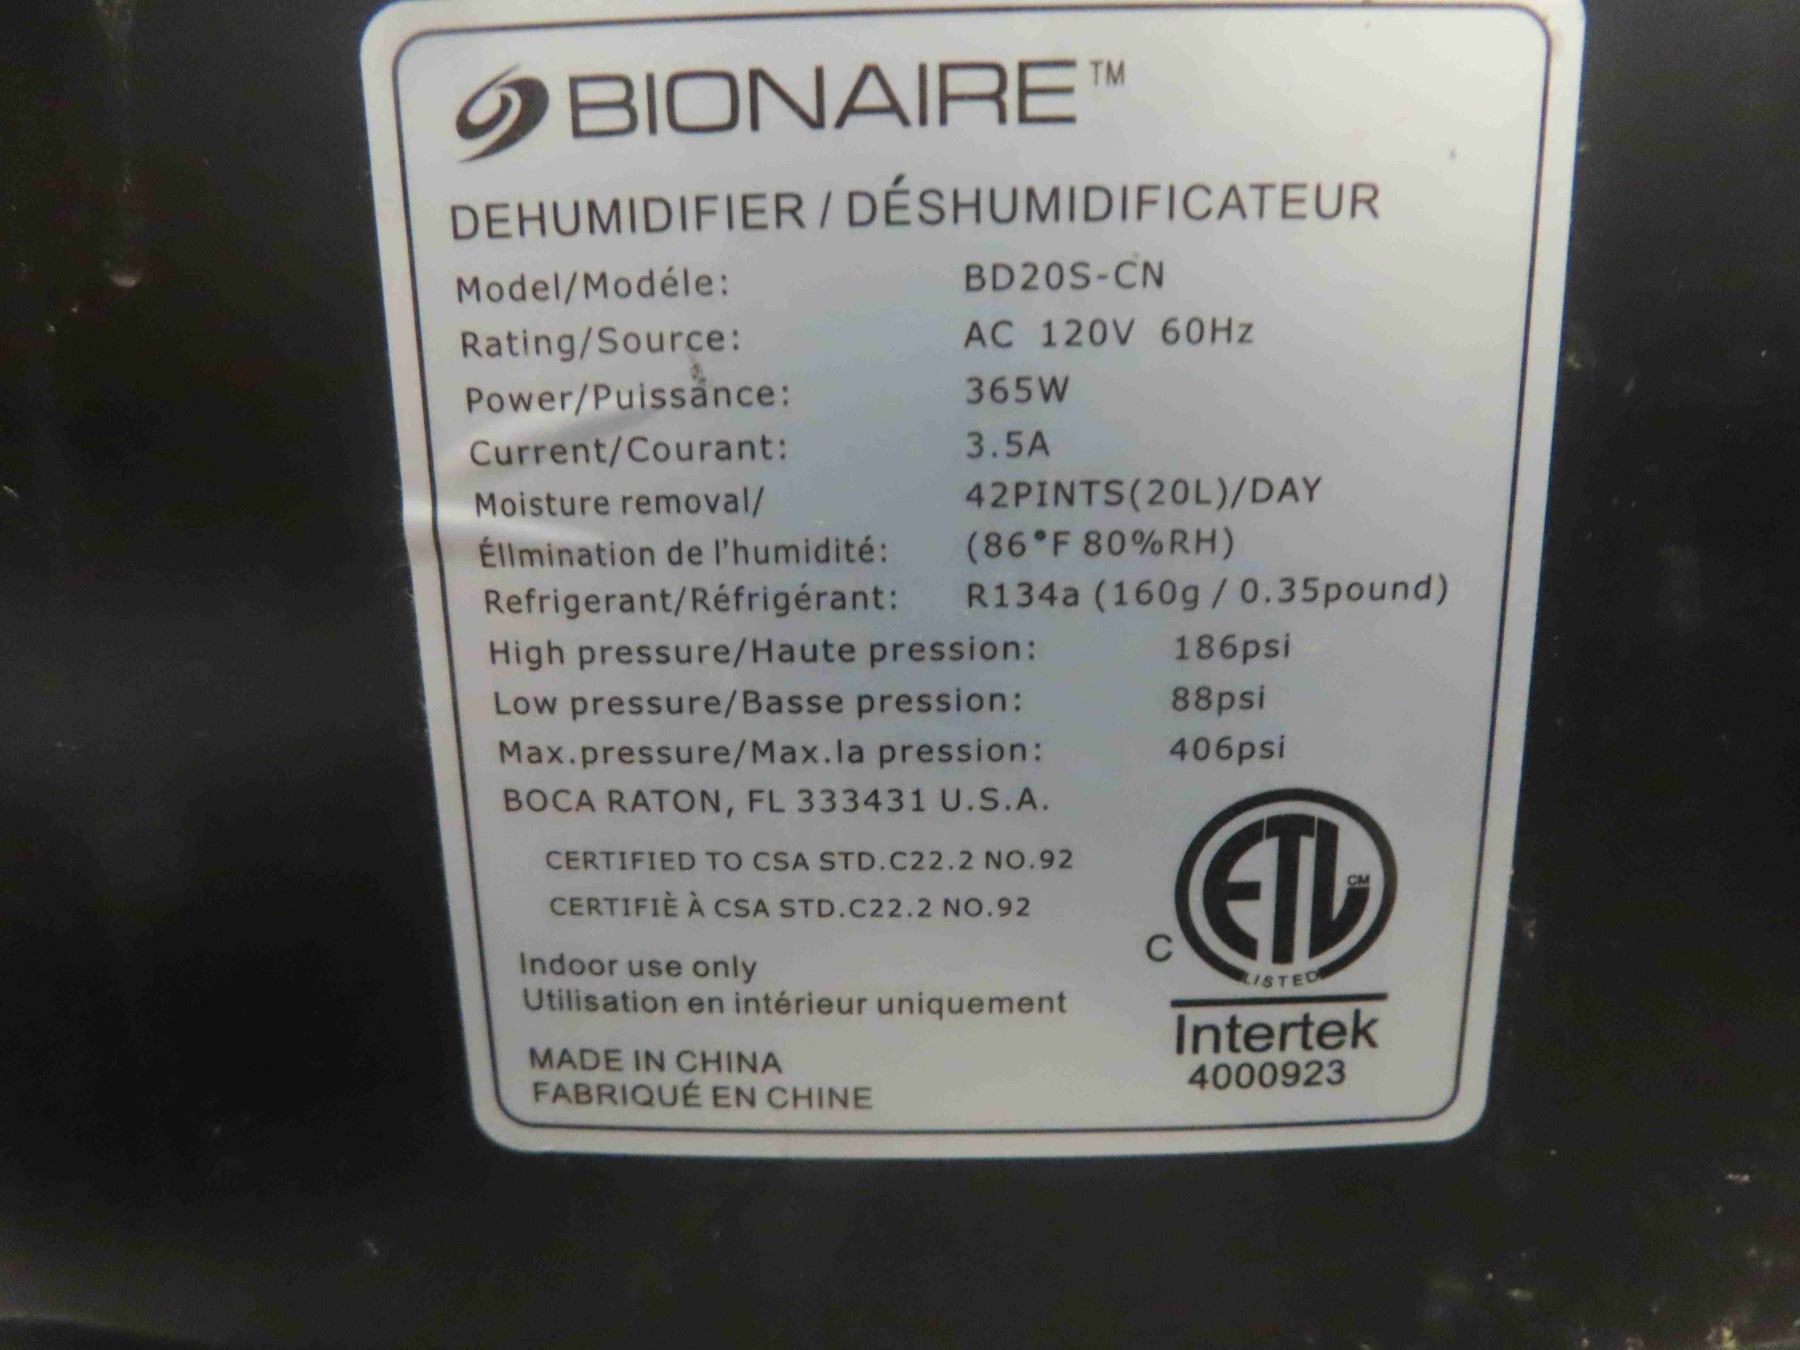 BIONAIRE™
DEHUMIDIFIER / DÉSHUMIDIFICATEUR
Model/Modéle: BD20S-CN
Rating/Source: AC 120V 60Hz
Power/Puissance: 365W
Current/Courant: 3.5A
Moisture removal/ 42PINTS(20L)/DAY
Éllmination de l'humidité: (86°F 80%RH)
Refrigerant/Réfrigérant: R134a (160g / 0.35pound)
High pressure/Haute pression: 186psi
Low pressure/Basse pression: 88psi
Max.pressure/Max.la pression: 406psi
BOCA RATON, FL 333431 U.S.A.
CERTIFIED TO CSA STD.C22.2 NO.92
CERTIFIÈ À CSA STD.C22.2 NO.92
Indoor use only
Utilisation en intérieur uniquement
MADE IN CHINA
FABRIQUÉ EN CHINE
ETL CM
C
LISTED
Intertek
4000923